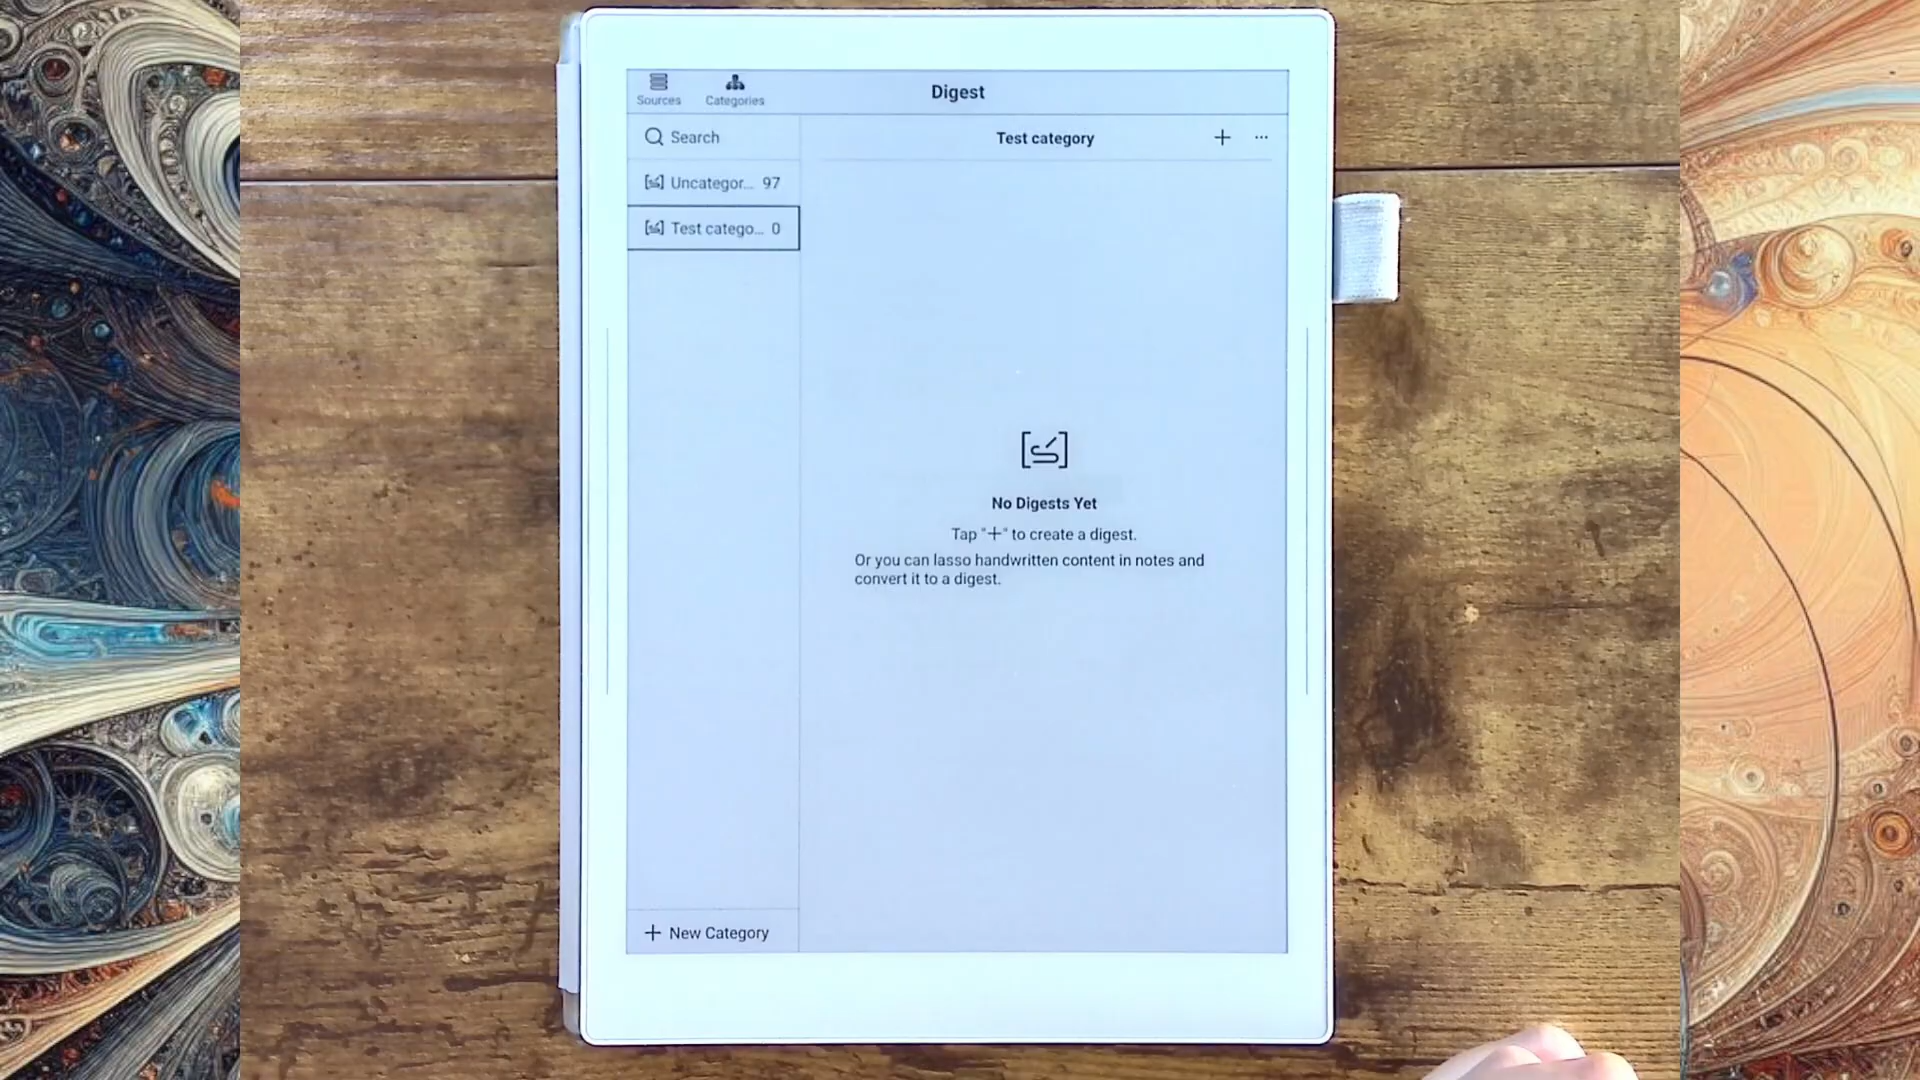 Sources
Categories
Digest
Search
Test category
Uncategor... 97
Test catego... 0
No Digests Yet
Tap "+" to create a digest.
Or you can lasso handwritten content in notes and
convert it to a digest.
+ New Category